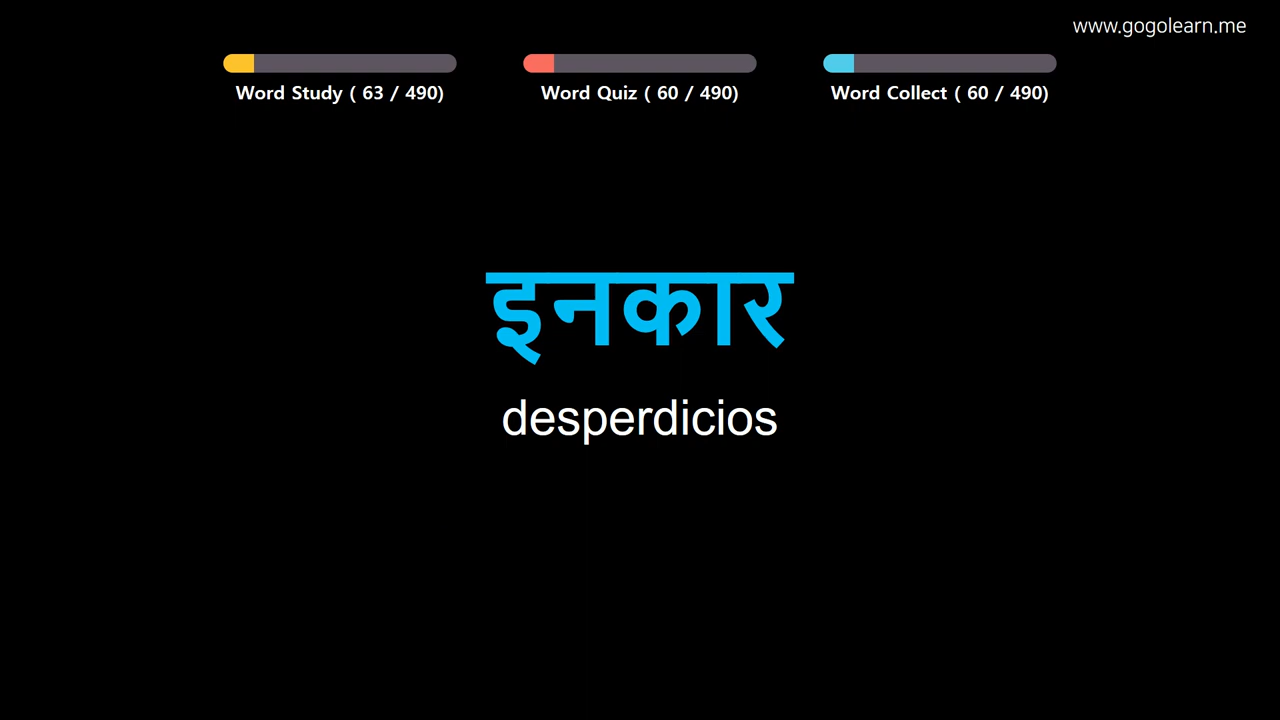 www.gogolearn.me
Word Study ( 63 / 490)
Word Quiz ( 60 / 490)
Word Collect ( 60 / 490)
इनकार
desperdicios